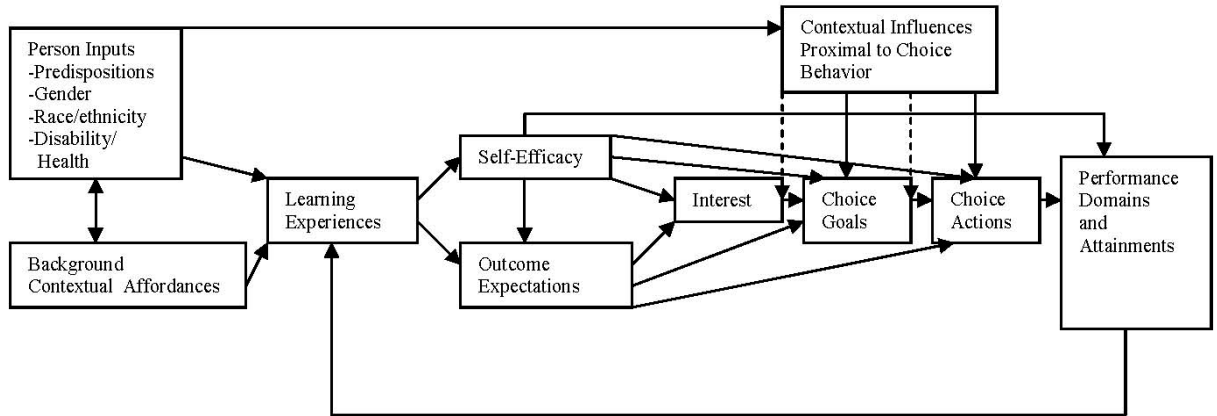 Person Inputs
-Predispositions
-Gender
-Race/ethnicity
-Disability/
Health
Background
Contextual Affordances
Learning
Experiences
Self-Efficacy
Outcome
Expectations
Interest
Contextual Influences
Proximal to Choice
Behavior
Choice
Goals
Choice
Actions
Performance
Domains
and
Attainments